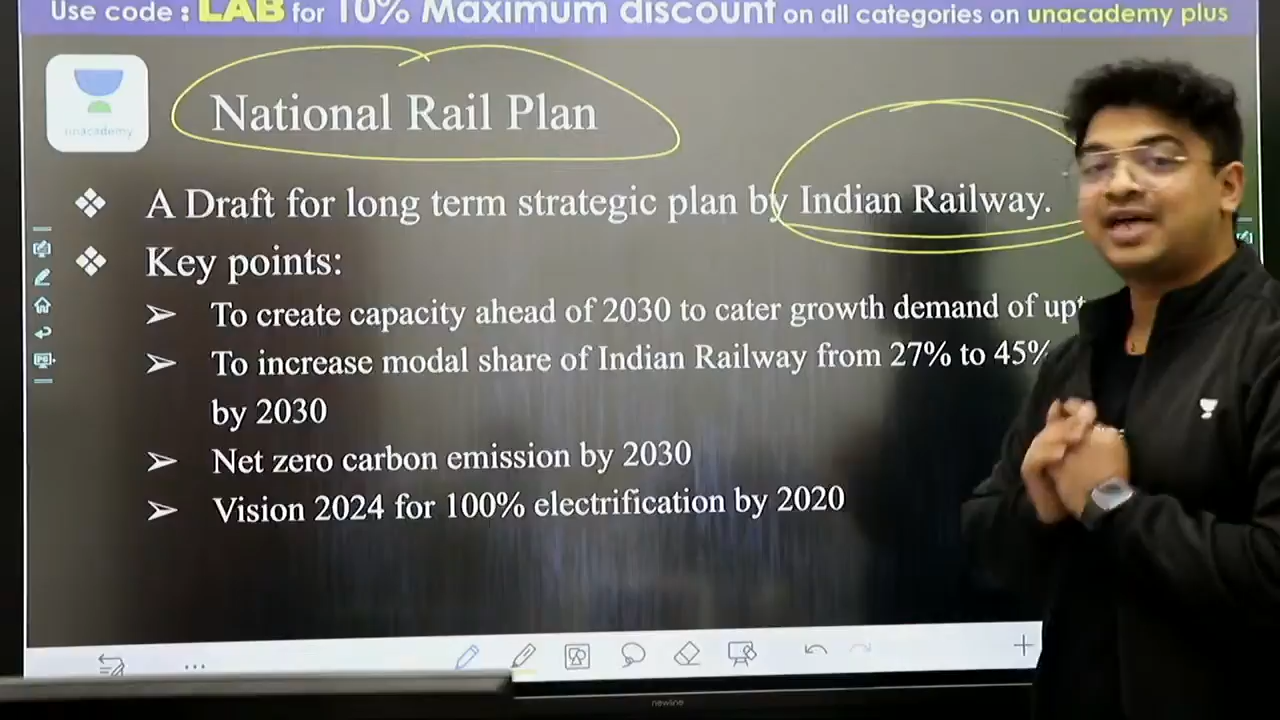 Use code : LAB for 10% Maximum discount on all categories on unacademy plus
unacademy
National Rail Plan
❖ A Draft for long term strategic plan by Indian Railway.
❖ Key points:
➢ To create capacity ahead of 2030 to cater growth demand of
➢ To increase modal share of Indian Railway from 27% to 45%
by 2030
➢ Net zero carbon emission by 2030
➢ Vision 2024 for 100% electrification by 2020
newline